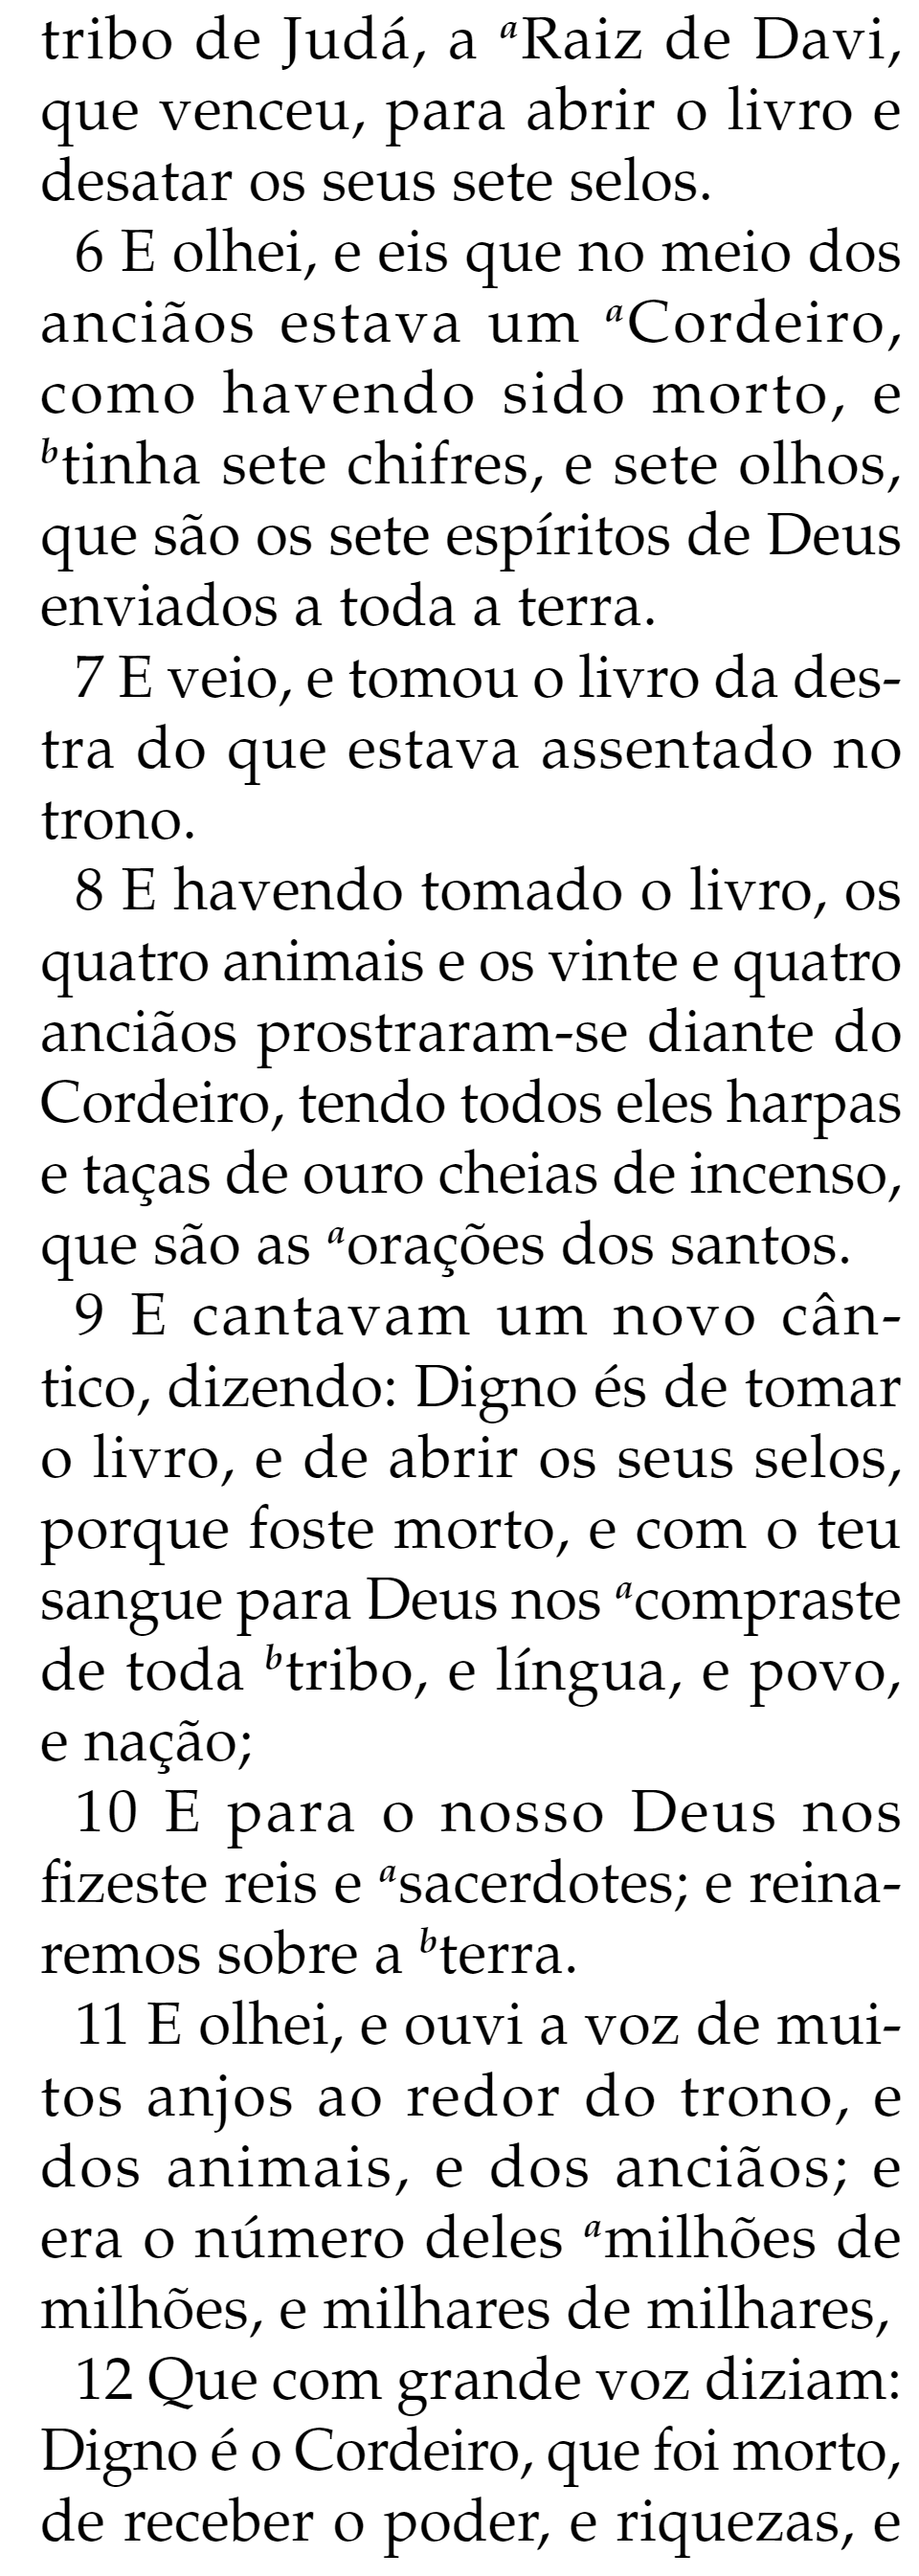 tribo de Judá, a aRaiz de Davi,
que venceu, para abrir o livro e
desatar os seus sete selos.
6 E olhei, e eis que no meio dos
anciãos estava um aCordeiro,
como havendo sido morto, e
btinha sete chifres, e sete olhos,
que são os sete espíritos de Deus
enviados a toda a terra.
7 E veio, e tomou o livro da des-
tra do que estava assentado no
trono.
8 E havendo tomado o livro, os
quatro animais e os vinte e quatro
anciãos prostraram-se diante do
Cordeiro, tendo todos eles harpas
e taças de ouro cheias de incenso,
que são as aorações dos santos.
9 E cantavam um novo cân-
tico, dizendo: Digno és de tomar
o livro, e de abrir os seus selos,
porque foste morto, e com o teu
sangue para Deus nos acompraste
de toda btribo, e língua, e povo,
e nação;
10 E para o nosso Deus nos
fizeste reis e asacerdotes; e reina-
remos sobre a bterra.
11 E olhei, e ouvi a voz de mui-
tos anjos ao redor do trono, e
dos animais, e dos anciãos; e
era o número deles amilhões de
milhões, e milhares de milhares,
12 Que com grande voz diziam:
Digno é o Cordeiro, que foi morto,
de receber o poder, e riquezas, e